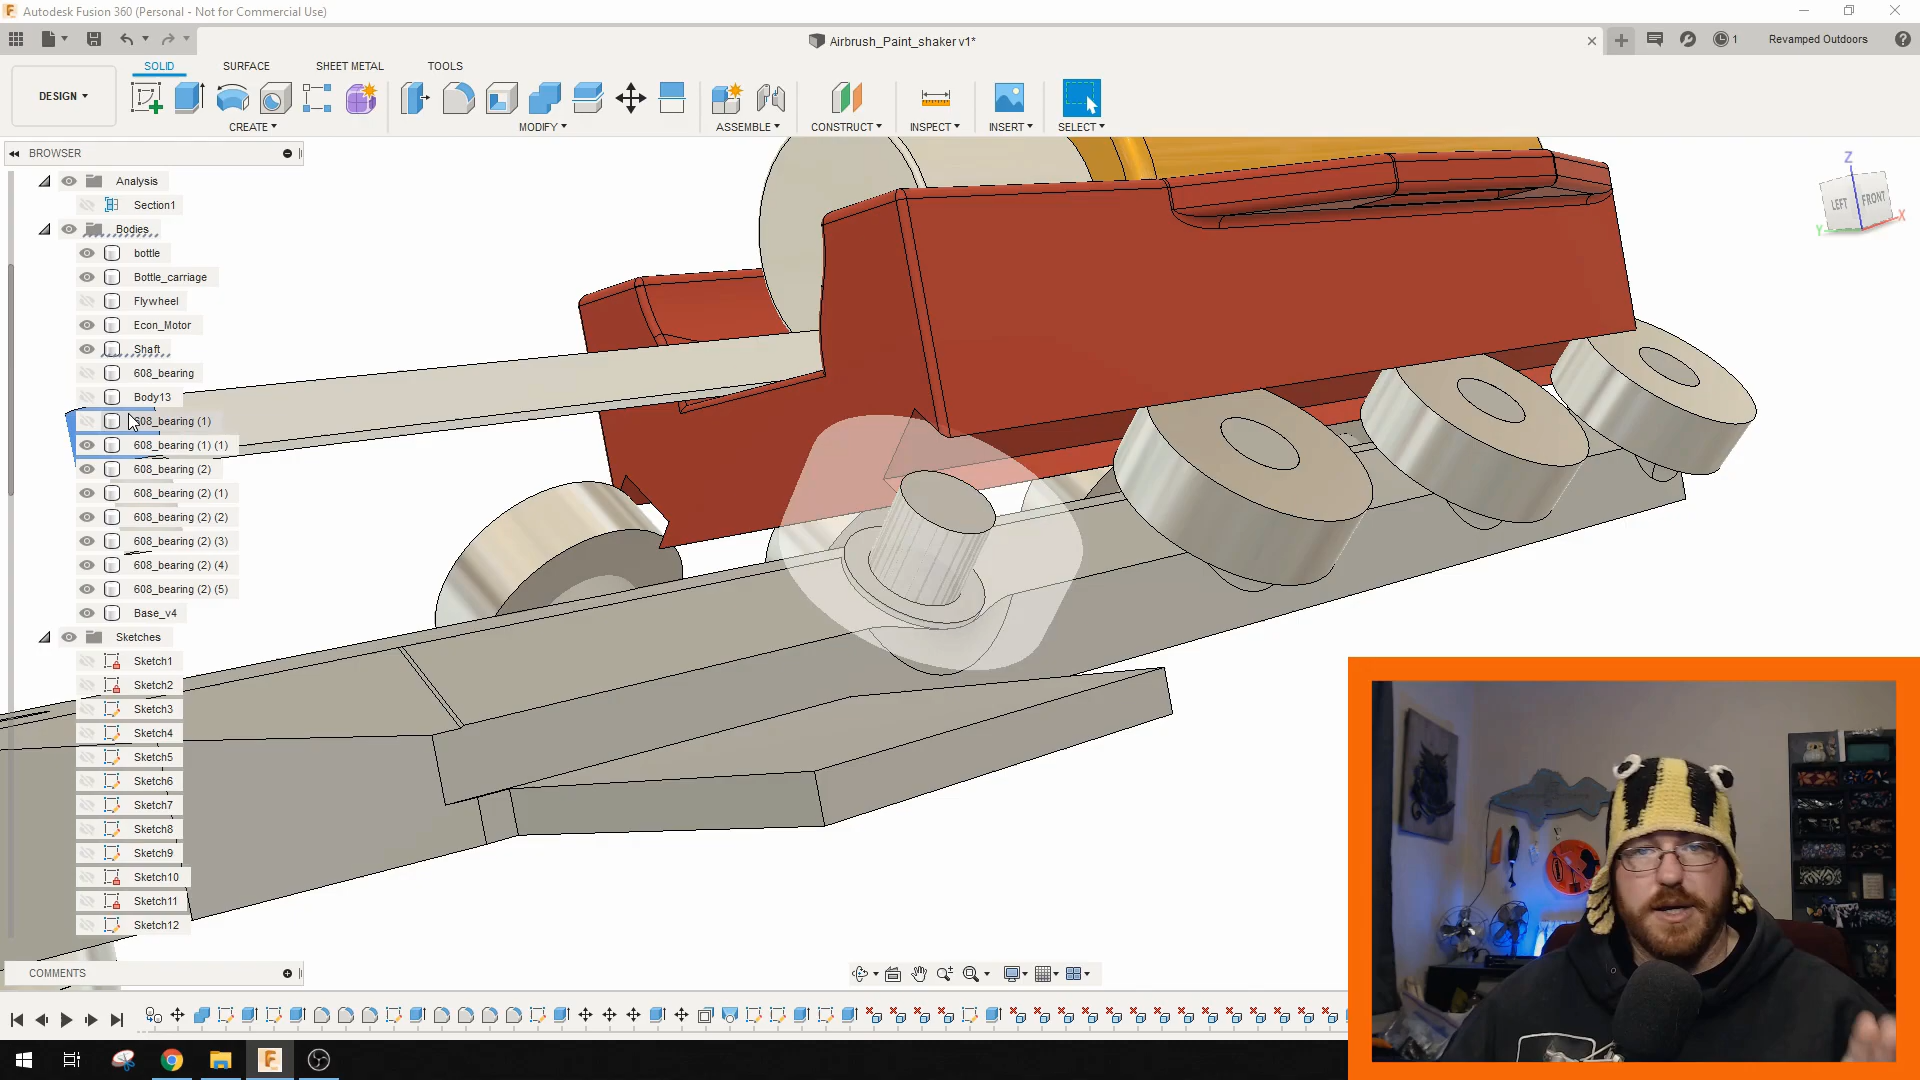 Autodesk Fusion 360 (Personal - Not for Commercial Use)
Airbrush_Paint_shaker v1*
1
Revamped Outdoors
DESIGN
SOLID
SURFACE
SHEET METAL
TOOLS
CREATE
MODIFY
ASSEMBLE
CONSTRUCT
INSPECT
INSERT
SELECT
BROWSER
Analysis
Section1
Bodies
bottle
Bottle_carriage
Flywheel
Econ_Motor
Shaft
608_bearing
Body13
608_bearing (1)
608_bearing (1) (1)
608_bearing (2)
608_bearing (2) (1)
608_bearing (2) (2)
608_bearing (2) (3)
608_bearing (2) (4)
608_bearing (2) (5)
Base_v4
Sketches
Sketch1
Sketch2
Sketch3
Sketch4
Sketch5
Sketch6
Sketch7
Sketch8
Sketch9
Sketch10
Sketch11
Sketch12
Z
LEFT
FRONT
X
Y
COMMENTS